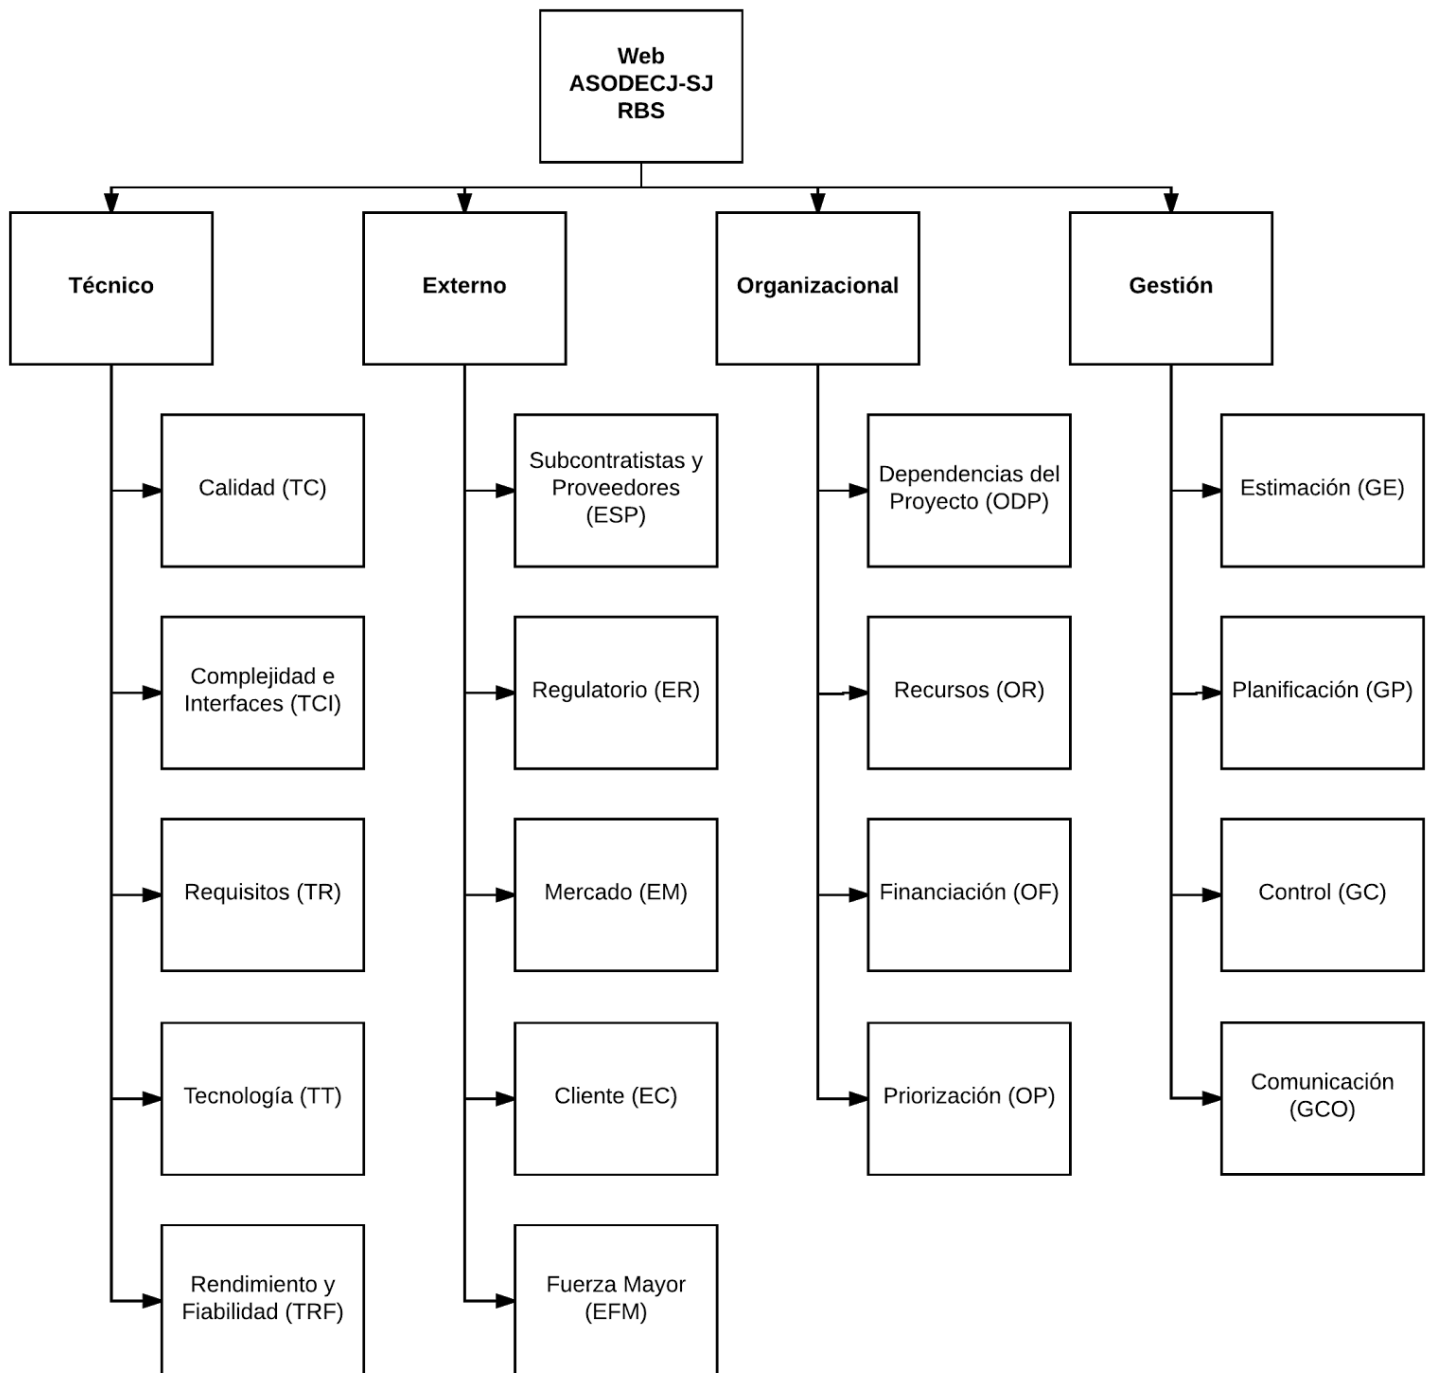 Web
ASODECJ-SJ
RBS
Técnico
Externo
Organizacional
Gestión
Calidad (TC)
Subcontratistas y
Proveedores
(ESP)
Dependencias del
Proyecto (ODP)
Estimación (GE)
Complejidad e
Interfaces (TCI)
Regulatorio (ER)
Recursos (OR)
Planificación (GP)
Requisitos (TR)
Mercado (EM)
Financiación (OF)
Control (GC)
Tecnología (TT)
Cliente (EC)
Priorización (OP)
Comunicación
(GCO)
Rendimiento y
Fiabilidad (TRF)
Fuerza Mayor
(EFM)